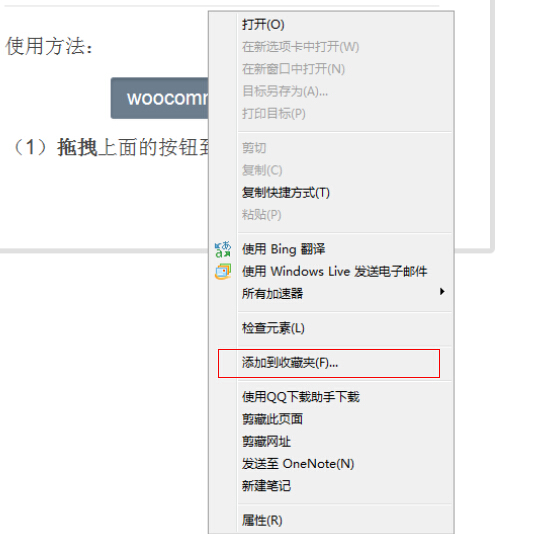 使用方法：
woocomm
（1）拖拽上面的按钮到
打开(O)
在新选项卡中打开(W)
在新窗口中打开(N)
目标另存为(A)...
打印目标(P)
剪切
复制(C)
复制快捷方式(T)
粘贴(P)
使用 Bing 翻译
使用 Windows Live 发送电子邮件
所有加速器
检查元素(L)
添加到收藏夹(F)...
使用QQ下载助手下载
剪藏此页面
剪藏网址
发送至 OneNote(N)
新建笔记
属性(R)